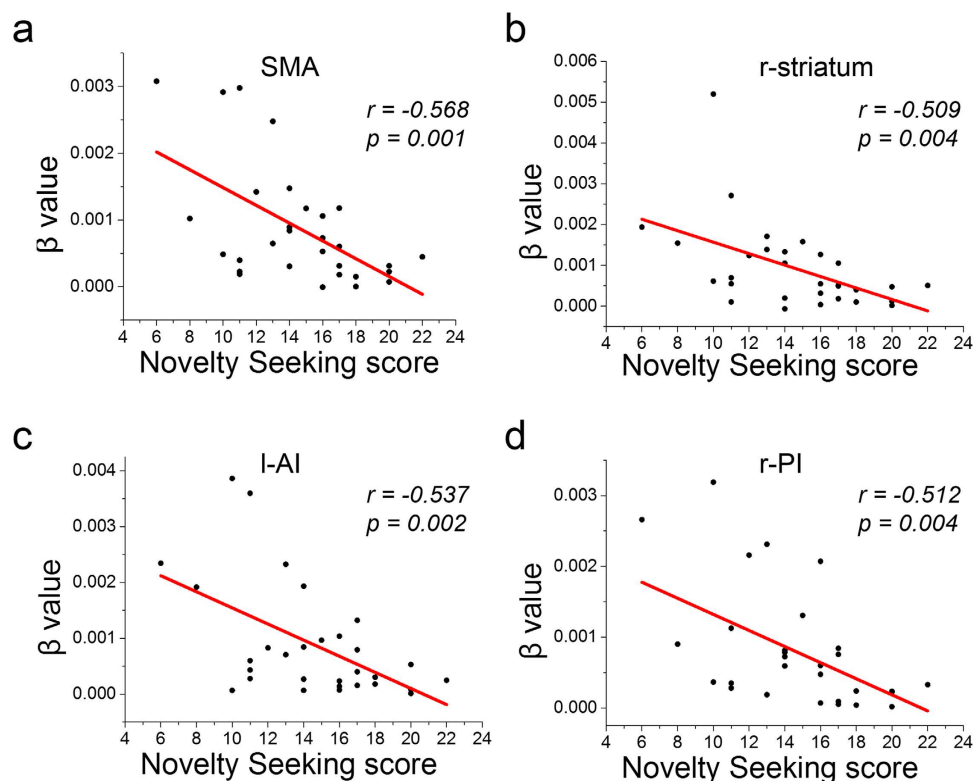 a
SMA
r = -0.568
p = 0.001
β value
0.003
0.002
0.001
0.000
4 6 8 10 12 14 16 18 20 22 24
Novelty Seeking score
b
r-striatum
r = -0.509
p = 0.004
β value
0.006
0.005
0.004
0.003
0.002
0.001
0.000
4 6 8 10 12 14 16 18 20 22 24
Novelty Seeking score
c
l-AI
r = -0.537
p = 0.002
β value
0.004
0.003
0.002
0.001
0.000
4 6 8 10 12 14 16 18 20 22 24
Novelty Seeking score
d
r-PI
r = -0.512
p = 0.004
β value
0.003
0.002
0.001
0.000
4 6 8 10 12 14 16 18 20 22 24
Novelty Seeking score